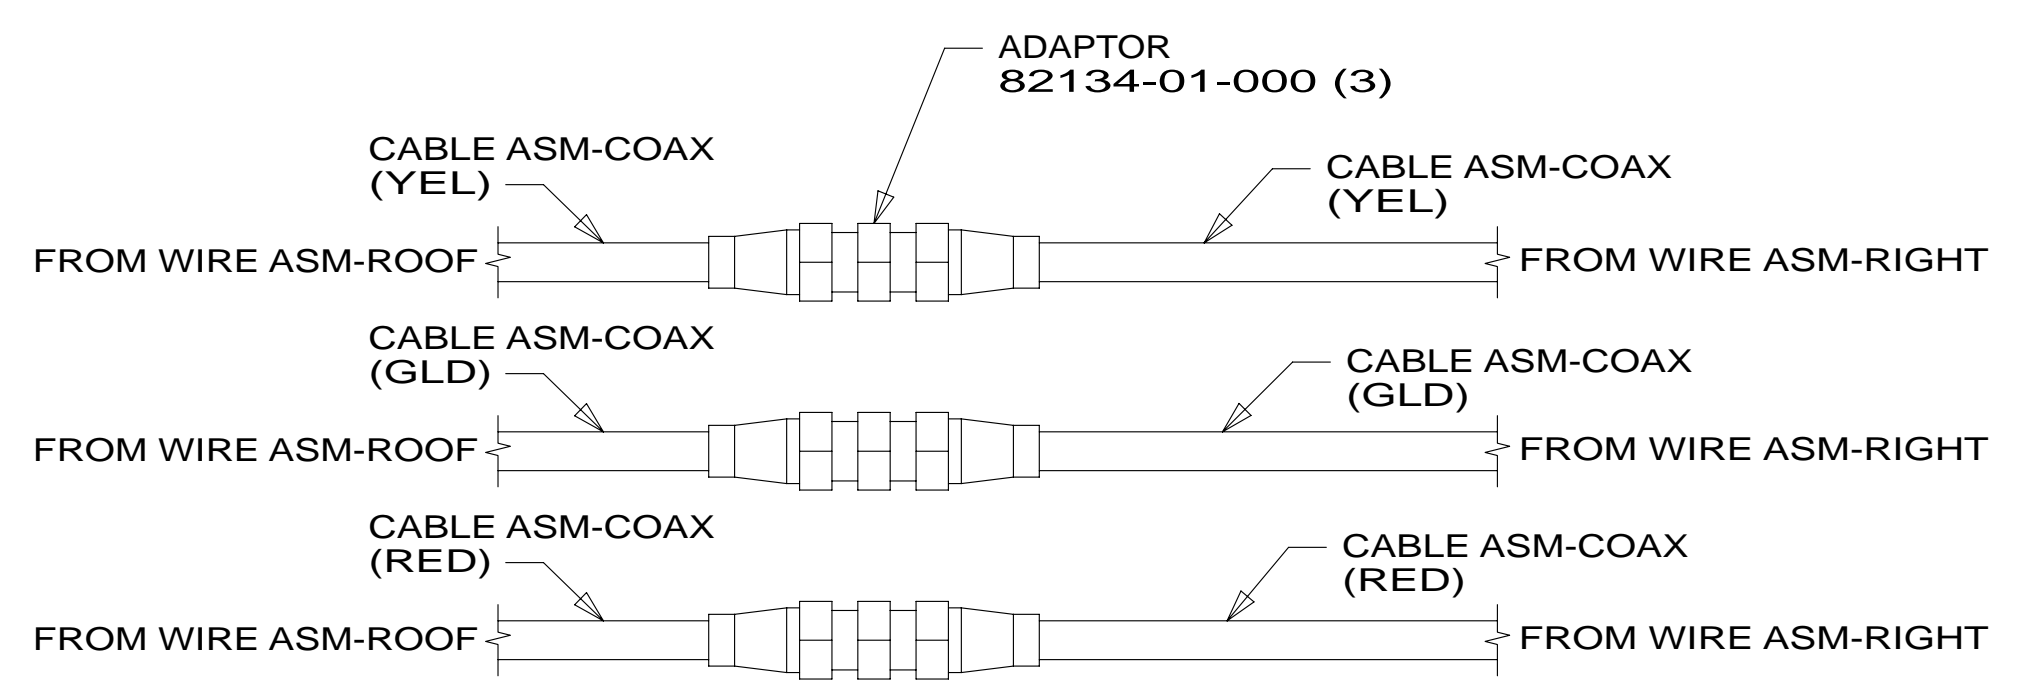 ADAPTOR
82134-01-000 (3)
CABLE ASM-COAX
(YEL)
CABLE ASM-COAX
(YEL)
FROM WIRE ASM-ROOF
FROM WIRE ASM-RIGHT
CABLE ASM-COAX
(GLD)
CABLE ASM-COAX
(GLD)
FROM WIRE ASM-ROOF
FROM WIRE ASM-RIGHT
CABLE ASM-COAX
(RED)
CABLE ASM-COAX
(RED)
FROM WIRE ASM-ROOF
FROM WIRE ASM-RIGHT